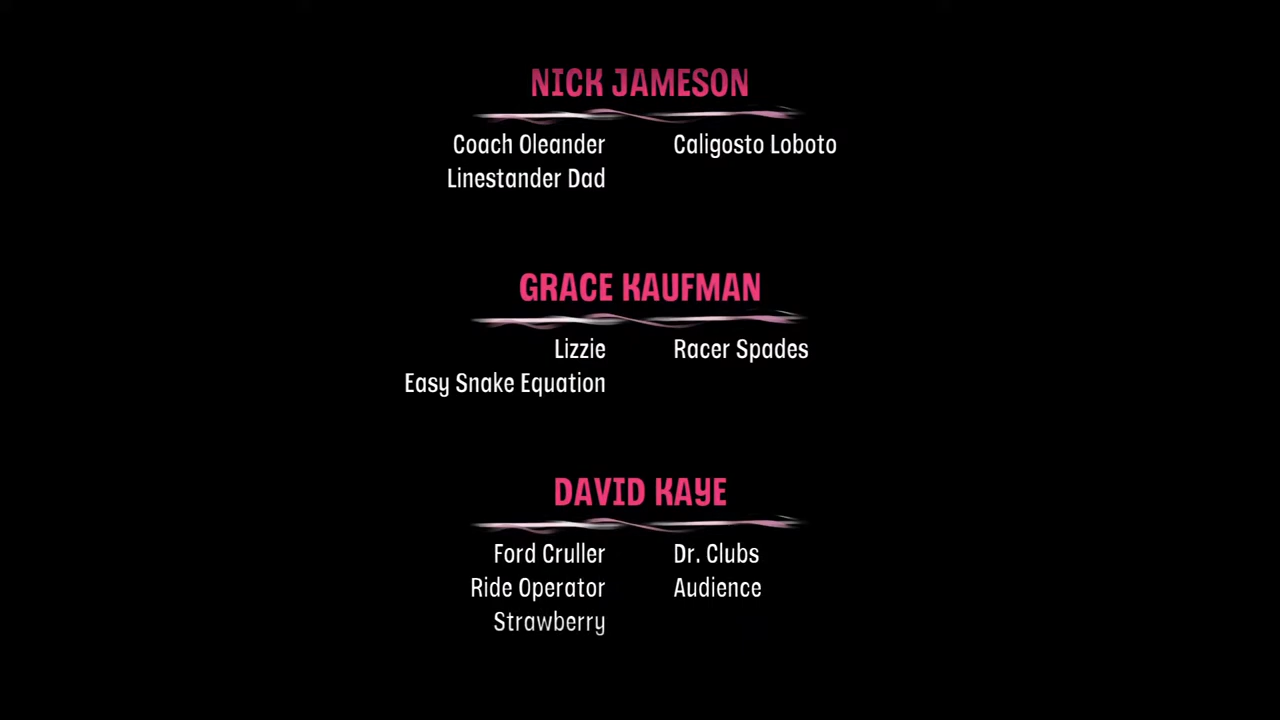 NICK JAMESON
Coach Oleander Caligosto Loboto
Linestander Dad
GRACE KAUFMAN
Lizzie Racer Spades
Easy Snake Equation
DAVID KAYE
Ford Cruller Dr. Clubs
Ride Operator Audience
Strawberry